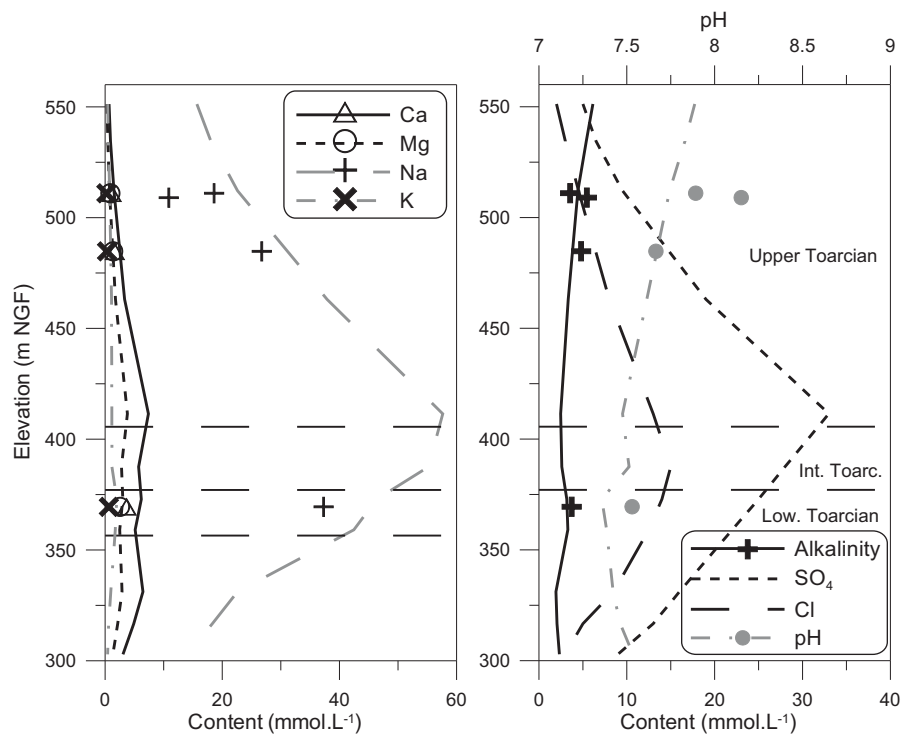 pH
7 7.5 8 8.5 9
550
500
450
400
350
300
Elevation (m NGF)
Ca
Mg
Na
K
0 20 40 60
Content (mmol.L⁻¹)
Upper Toarcian
Int. Toarc.
Low. Toarcian
550
500
450
400
350
300
Alkalinity
SO₄
Cl
pH
0 10 20 30 40
Content (mmol.L⁻¹)